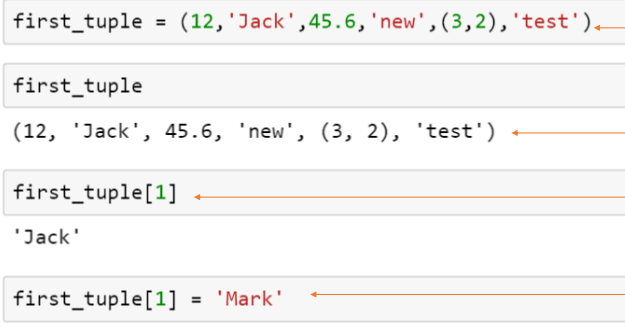 first_tuple = (12,'Jack',45.6,'new',(3,2),'test')
first_tuple
(12, 'Jack', 45.6, 'new', (3, 2), 'test')
first_tuple[1]
'Jack'
first_tuple[1] = 'Mark'